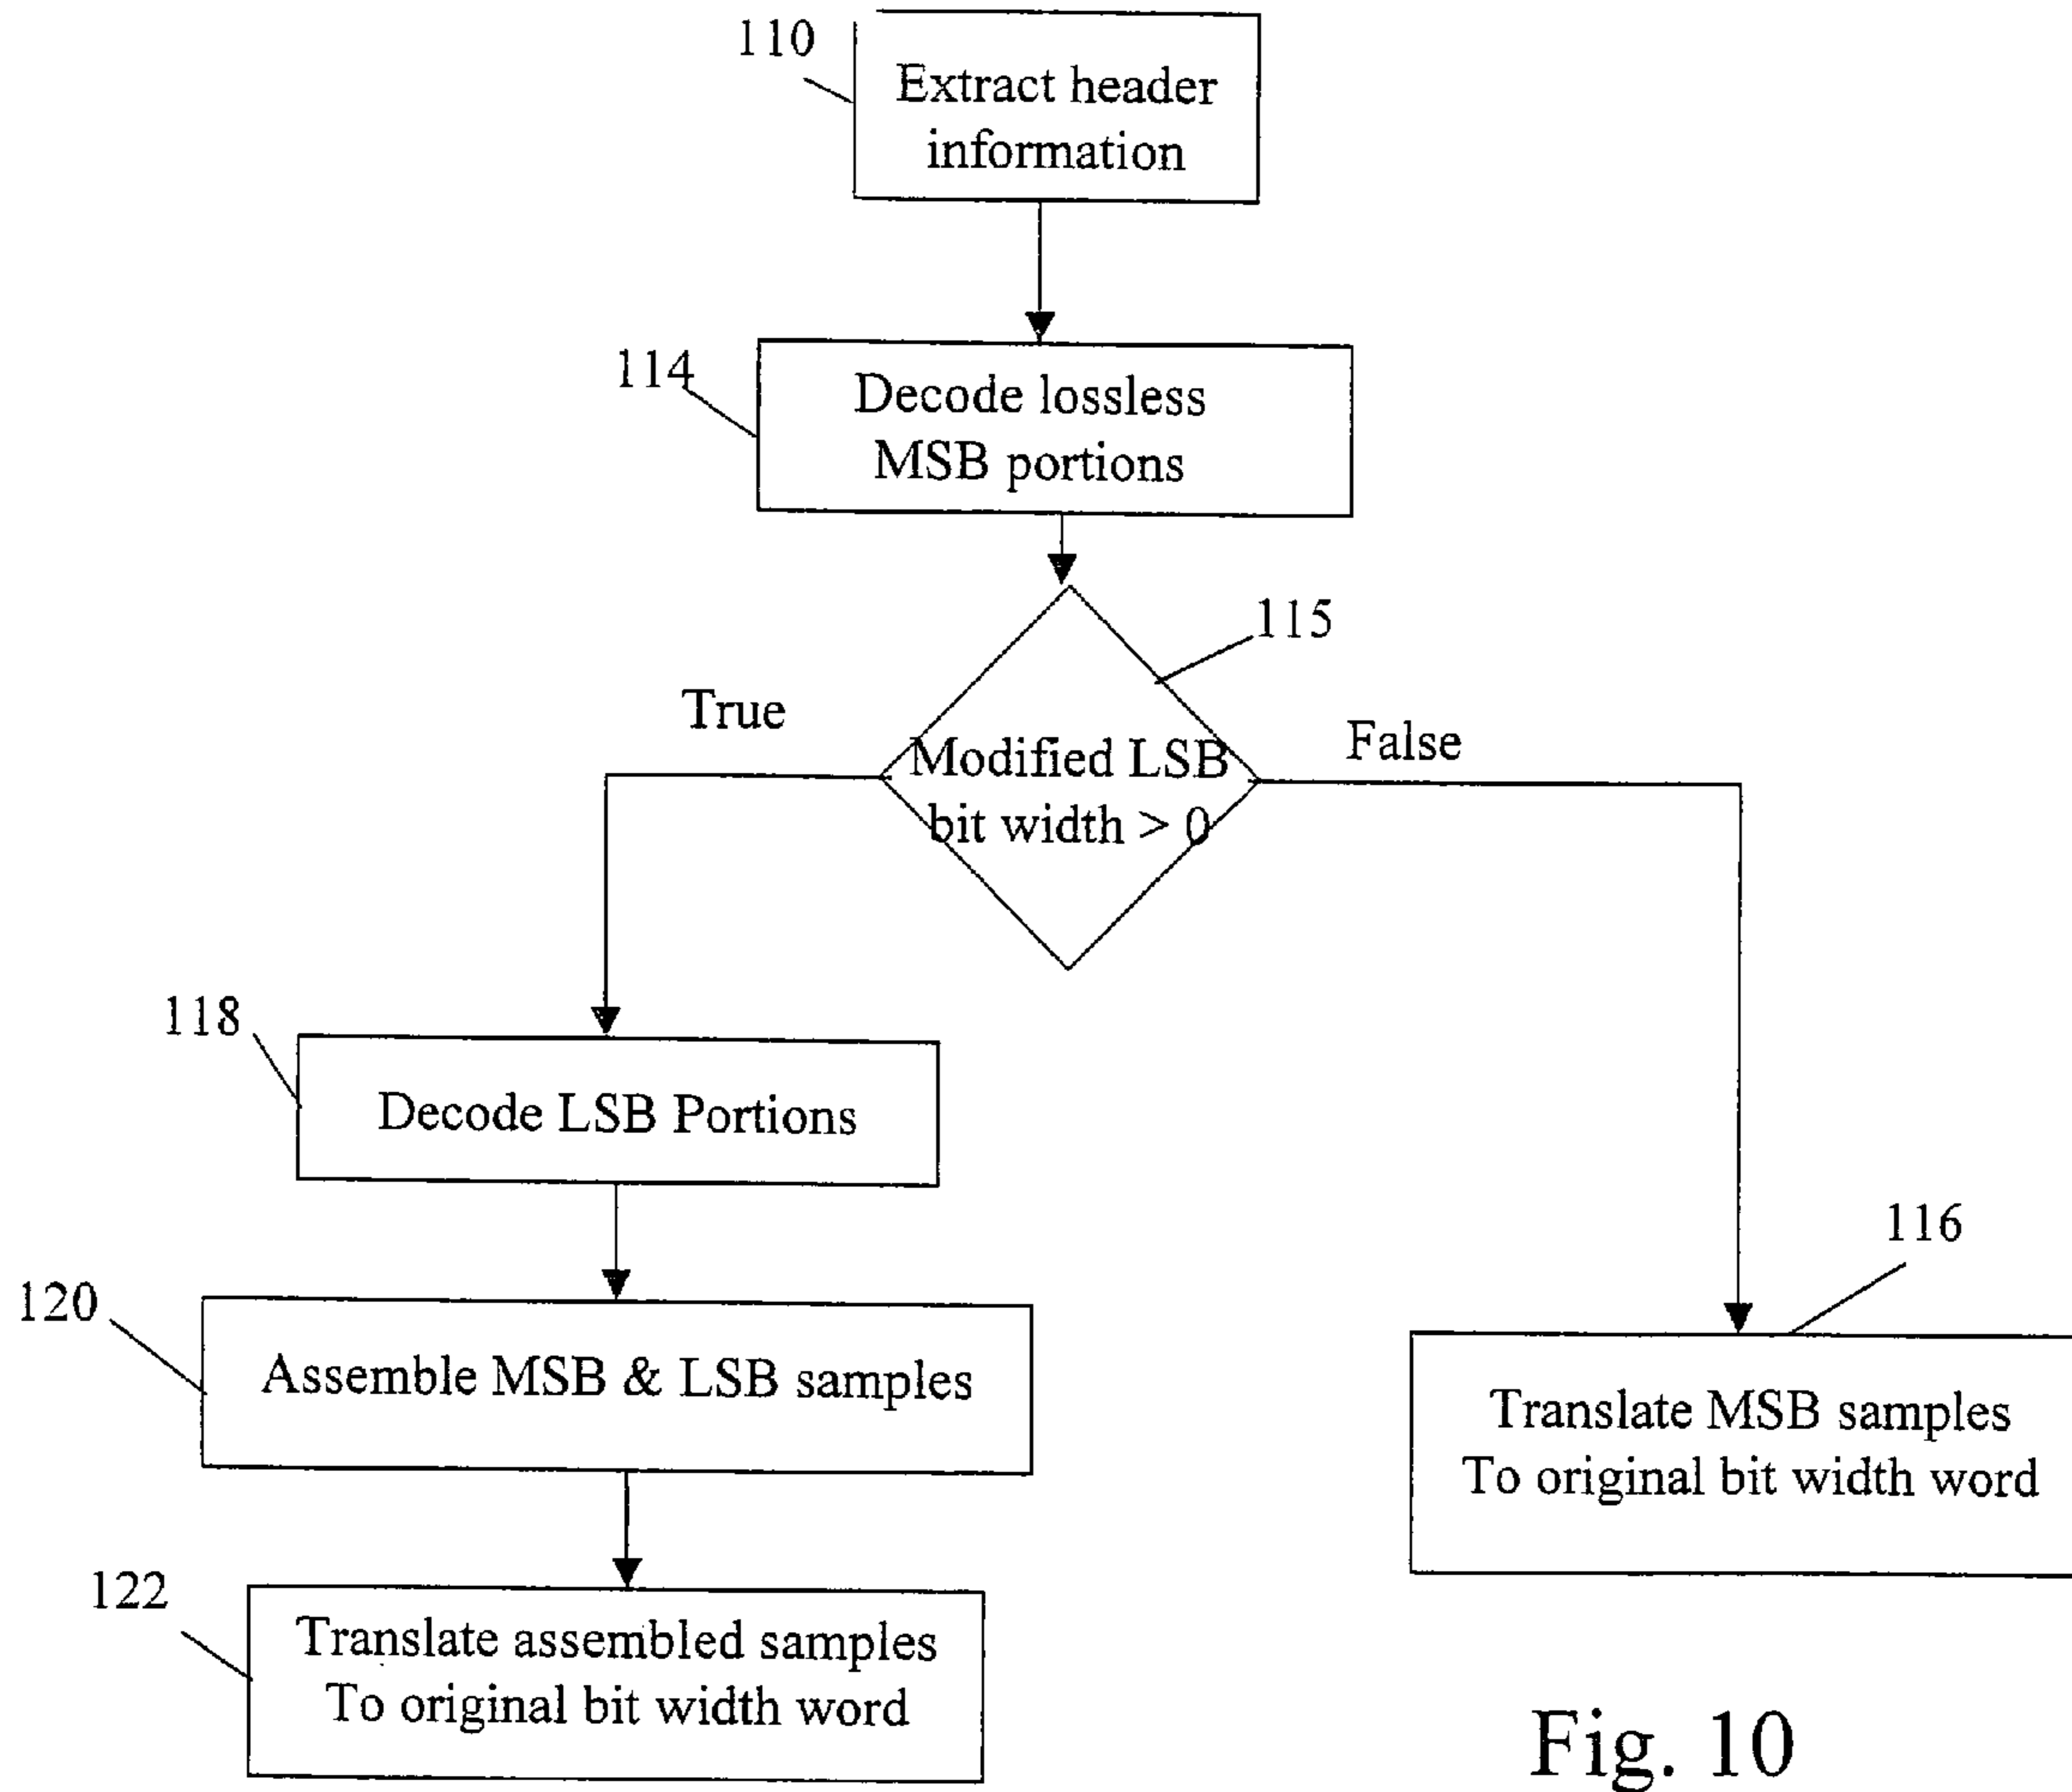 110
Extract header
information
114
Decode lossless
MSB portions
115
True
False
Modified LSB
bit width > 0
118
Decode LSB Portions
116
120
Assemble MSB & LSB samples
Translate MSB samples
To original bit width word
122
Translate assembled samples
To original bit width word
Fig. 10